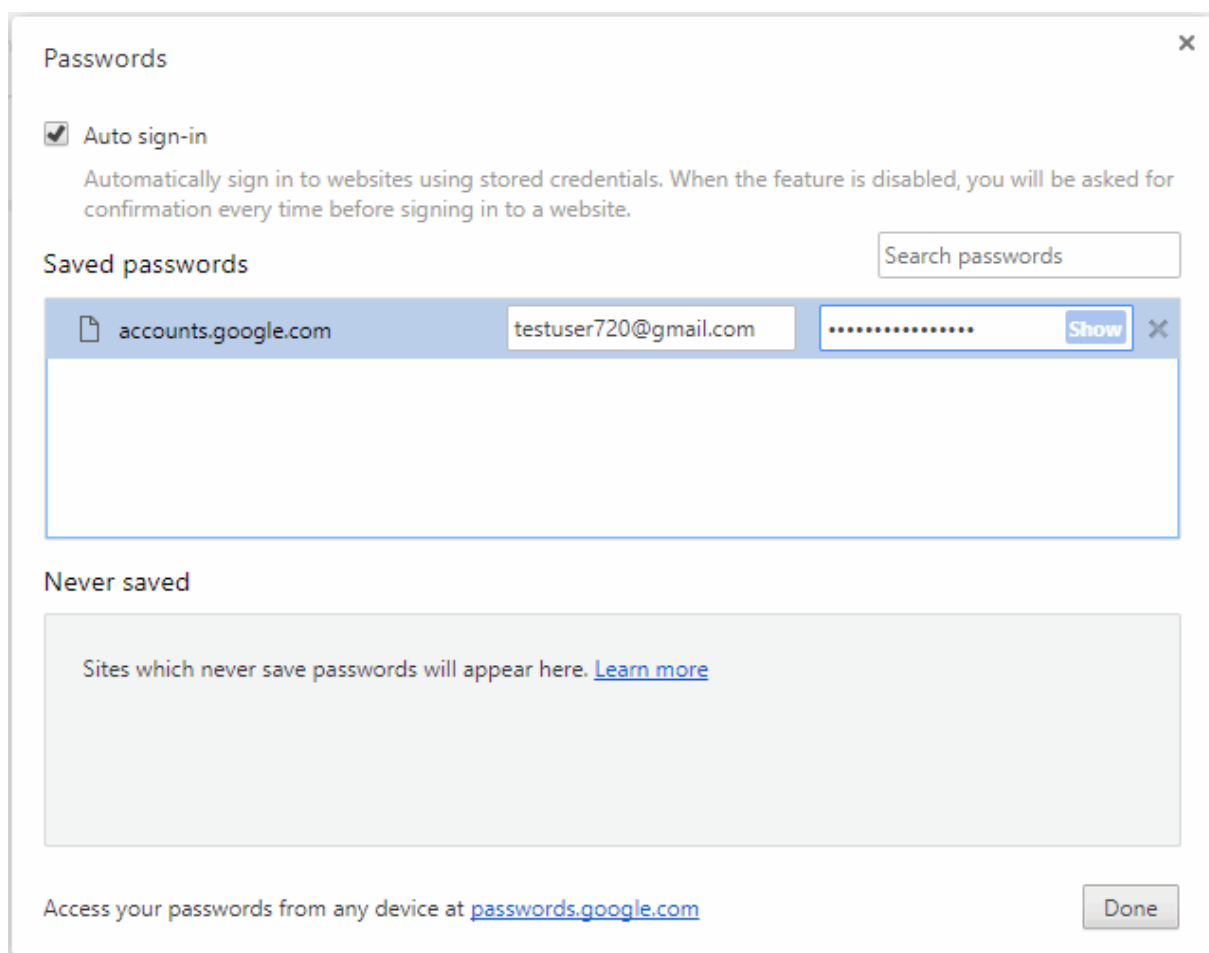 Passwords
Auto sign-in
Automatically sign in to websites using stored credentials. When the feature is disabled, you will be asked for
confirmation every time before signing in to a website.
Saved passwords
Search passwords
accounts.google.com testuser720@gmail.com •••••••••••••••• Show
Never saved
Sites which never save passwords will appear here. Learn more
Access your passwords from any device at passwords.google.com
Done